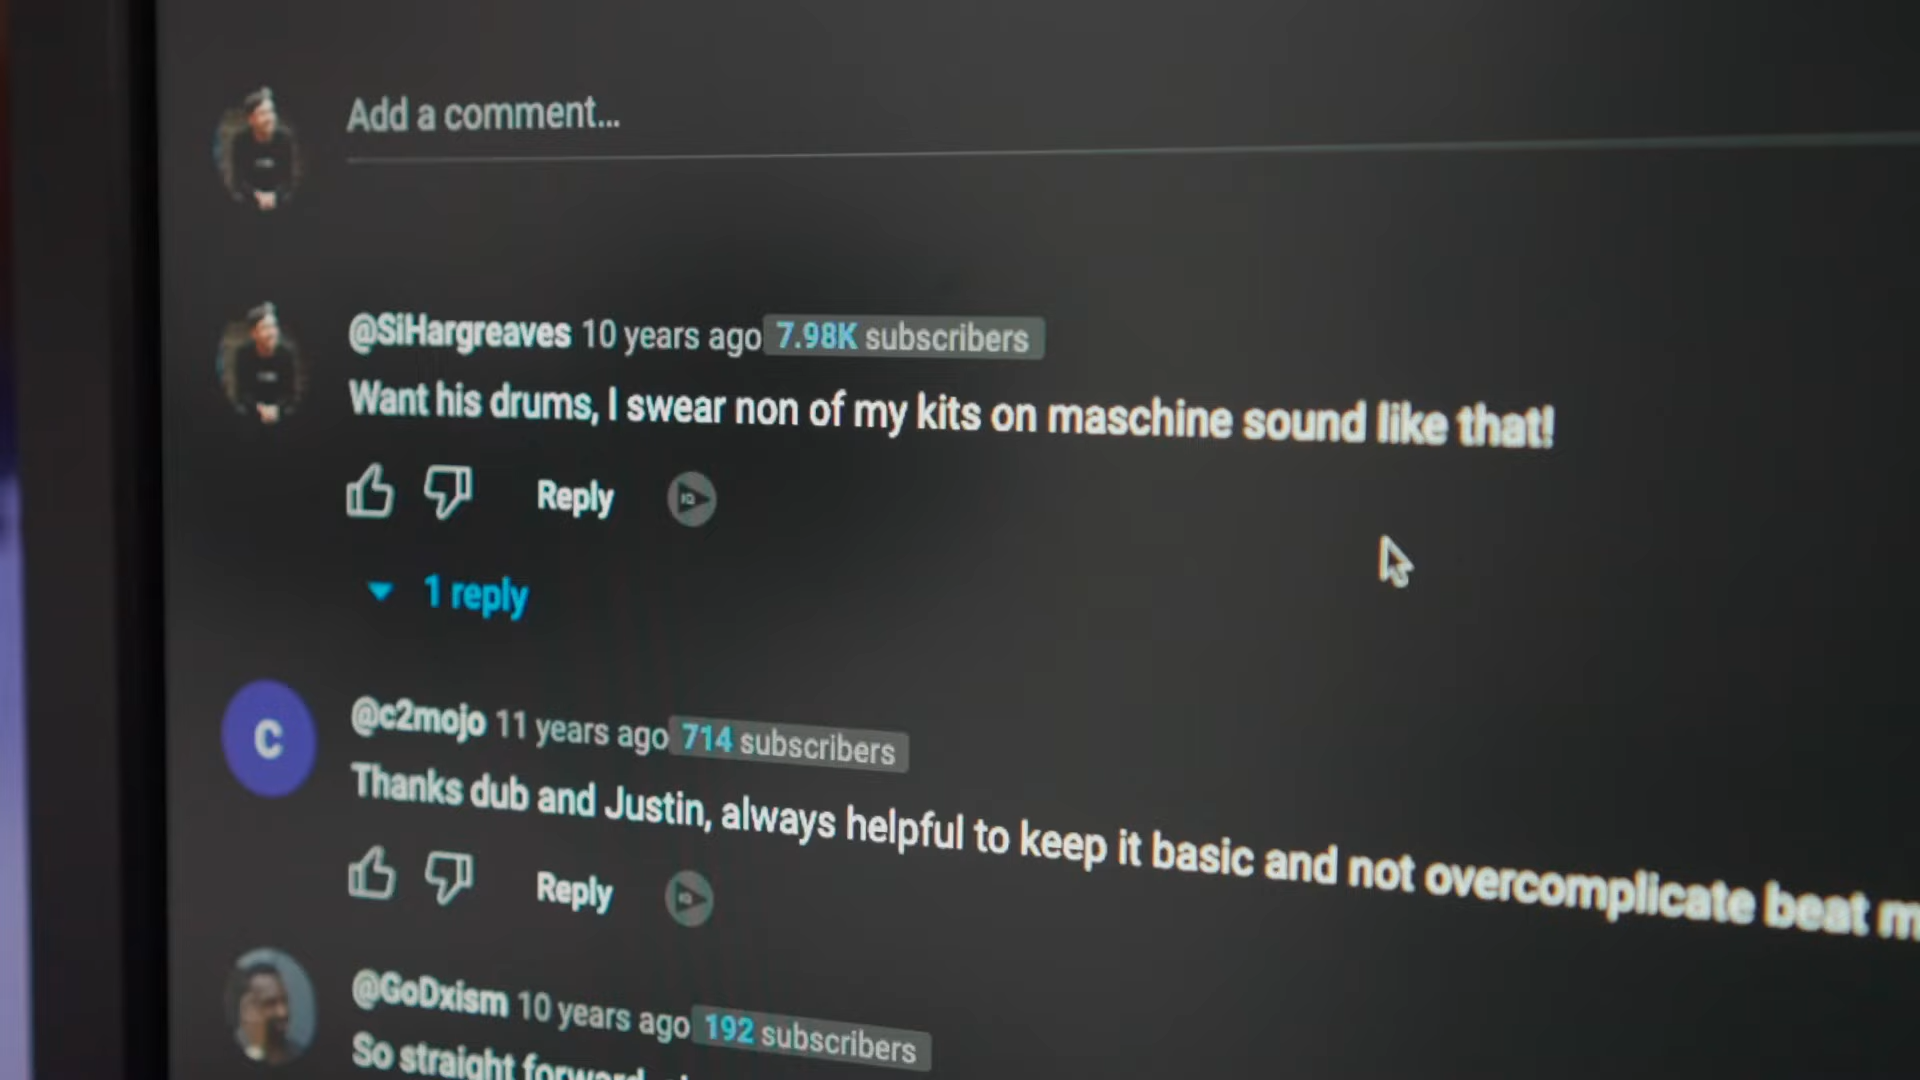 Add a comment...
@SiHargreaves 10 years ago 7.98K subscribers
Want his drums, I swear non of my kits on maschine sound like that!
Reply
1 reply
C
@c2mojo 11 years ago 714 subscribers
Thanks dub and Justin, always helpful to keep it basic and not overcomplicate beat m
Reply
@GoDxism 10 years ago 192 subscribers
So straight forward